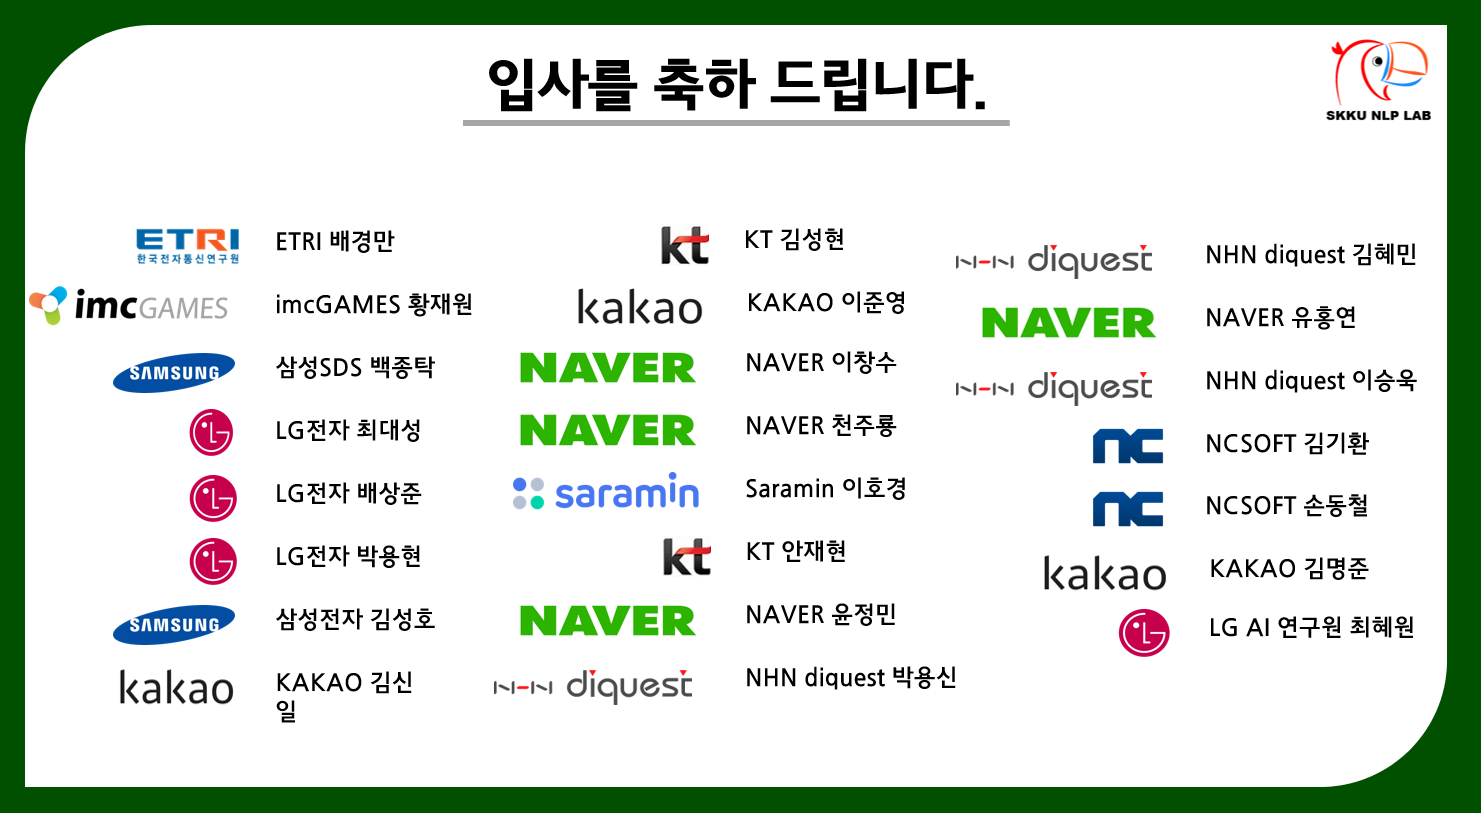 입사를 축하 드립니다.
SKKU NLP LAB
ETRI
한국전자통신연구원
ETRI 배경만
imcGAMES
imcGAMES 황재원
SAMSUNG
삼성SDS 백종탁
LG
LG전자 최대성
LG
LG전자 배상준
LG
LG전자 박용현
SAMSUNG
삼성전자 김성호
kakao
KAKAO 김신
일
kt
KT 김성현
kakao
KAKAO 이준영
NAVER
NAVER 이창수
NAVER
NAVER 천주룡
saramin
Saramin 이호경
kt
KT 안재현
NAVER
NAVER 윤정민
NHN diquest
NHN diquest 박용신
NHN diquest
NHN diquest 김혜민
NAVER
NAVER 유홍연
NHN diquest
NHN diquest 이승욱
nc
NCSOFT 김기환
nc
NCSOFT 손동철
kakao
KAKAO 김명준
LG
LG AI 연구원 최혜원